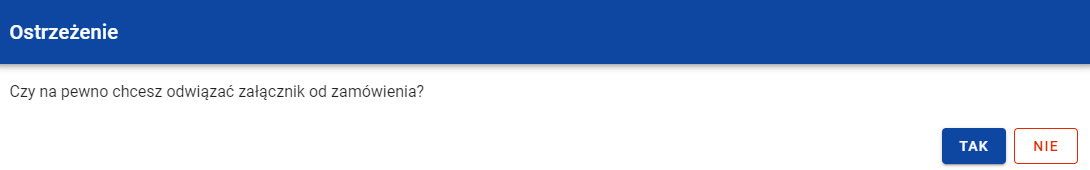 Ostrzeżenie
Czy na pewno chcesz odwiązać załącznik od zamówienia?
TAK NIE